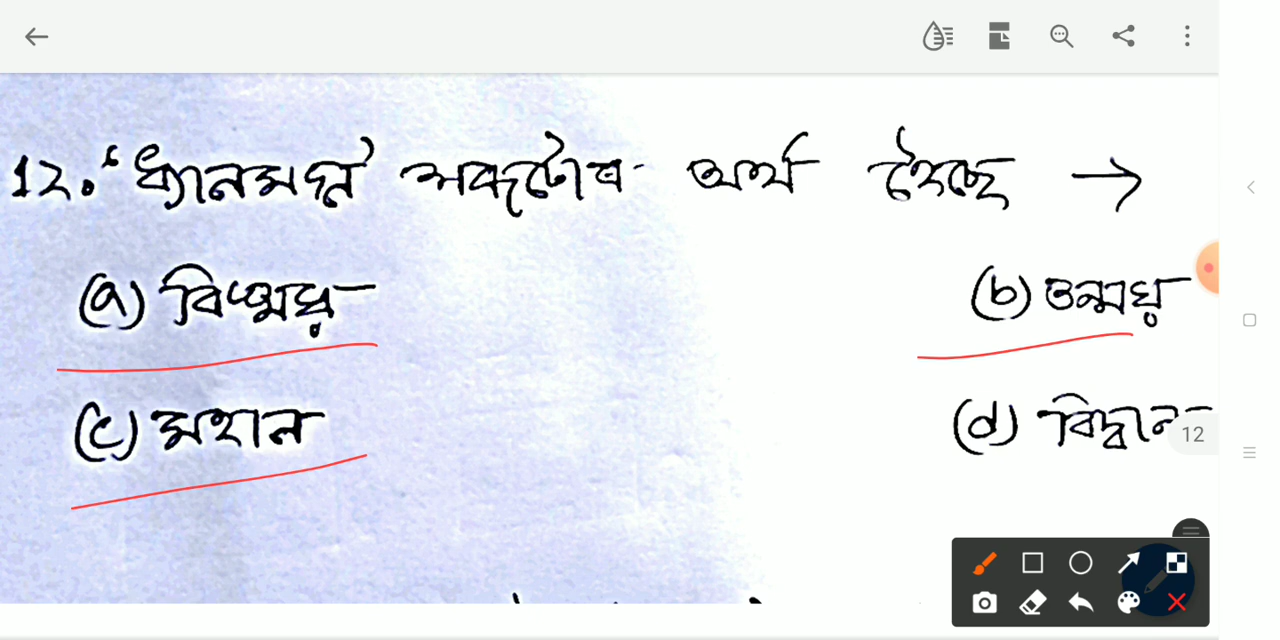 12. 'ধ্যানমগ্ন' শব্দটোৰ অৰ্থ হৈছে →
(a) বিস্ময় (b) তন্ময়
(c) মহান (d) বিদ্বান
12